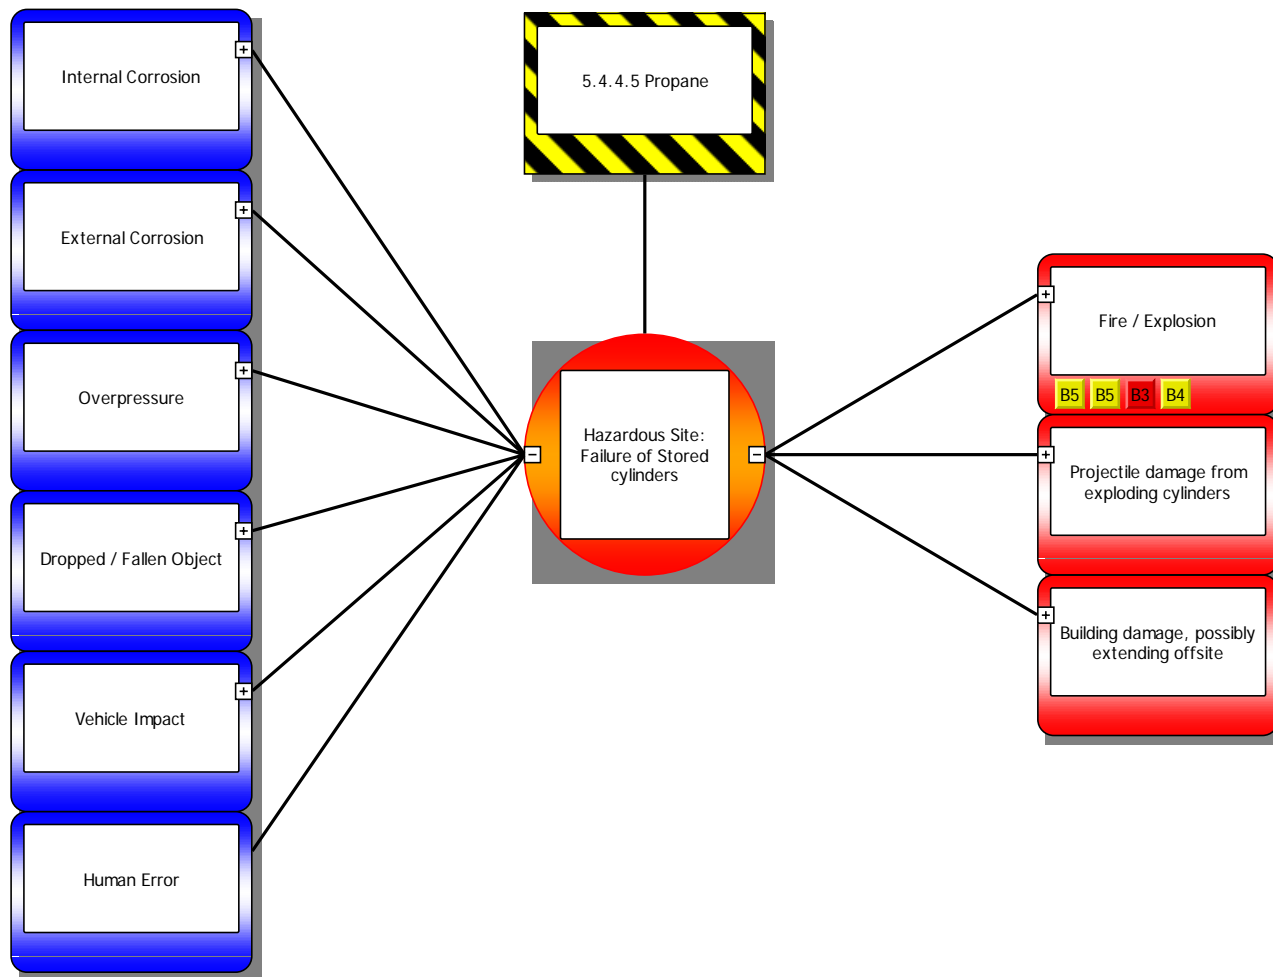 5.4.4.5 Propane
Internal Corrosion
External Corrosion
Overpressure
Dropped / Fallen Object
Vehicle Impact
Human Error
Hazardous Site:
Failure of Stored
cylinders
Fire / Explosion
B5 B5 B3 B4
Projectile damage from
exploding cylinders
Building damage, possibly
extending offsite